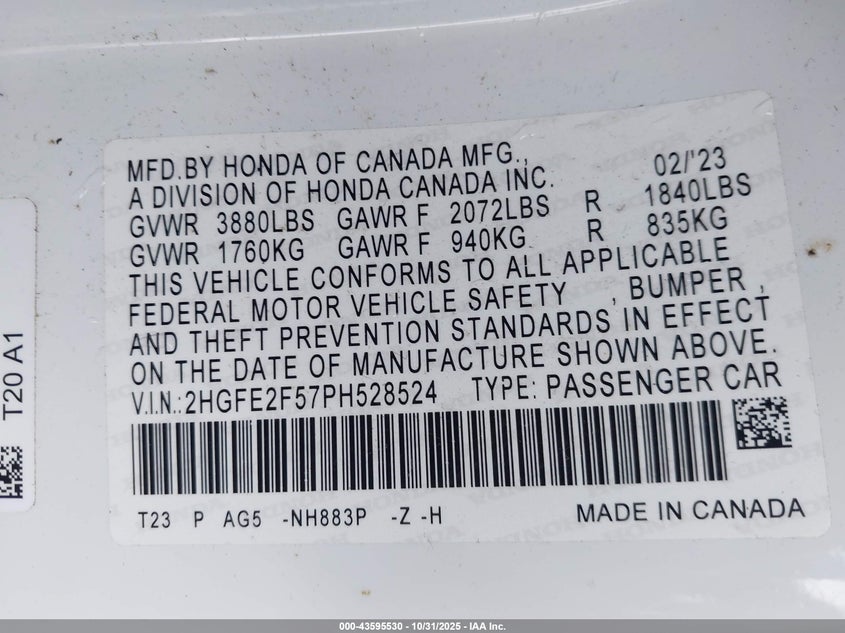 MFD.BY HONDA OF CANADA MFG., 02/'23
A DIVISION OF HONDA CANADA INC.
GVWR 3880LBS GAWR F 2072LBS R 1840LBS
GVWR 1760KG GAWR F 940KG R 835KG
THIS VEHICLE CONFORMS TO ALL APPLICABLE
FEDERAL MOTOR VEHICLE SAFETY , BUMPER ,
AND THEFT PREVENTION STANDARDS IN EFFECT
ON THE DATE OF MANUFACTURE SHOWN ABOVE.
V.I.N.:2HGFE2F57PH528524 TYPE: PASSENGER CAR
T23 P AG5 -NH883P -Z -H MADE IN CANADA
T20 A1
000-43595530 - 10/31/2025 - IAA Inc.